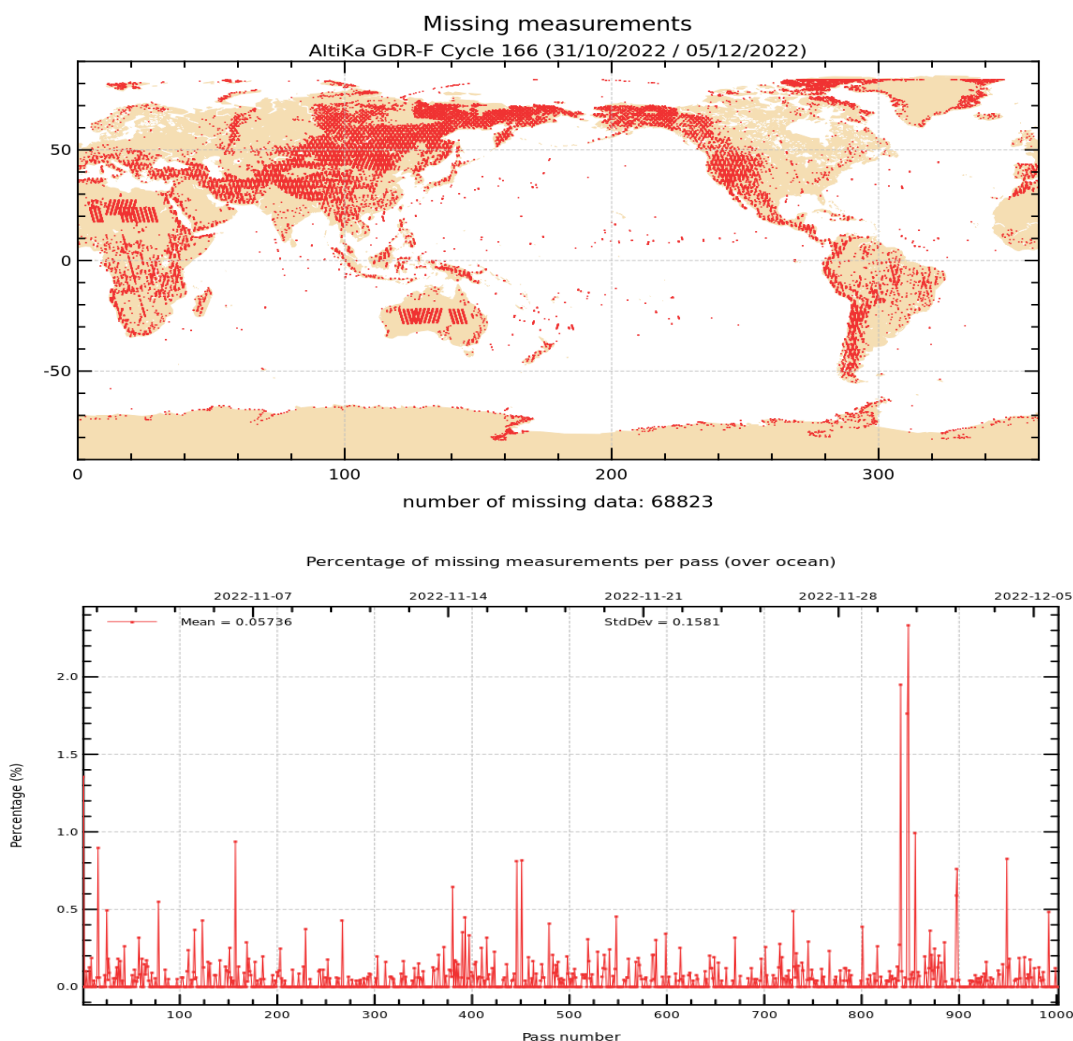 Missing measurements
AltiKa GDR-F Cycle 166 (31/10/2022 / 05/12/2022)
50
0
-50
0 100 200 300
number of missing data: 68823
Percentage of missing measurements per pass (over ocean)
2022-11-07 2022-11-14 2022-11-21 2022-11-28 2022-12-05
Mean = 0.05736 StdDev = 0.1581
2.0
1.5
1.0
0.5
0.0
Percentage (%)
100 200 300 400 500 600 700 800 900 1000
Pass number